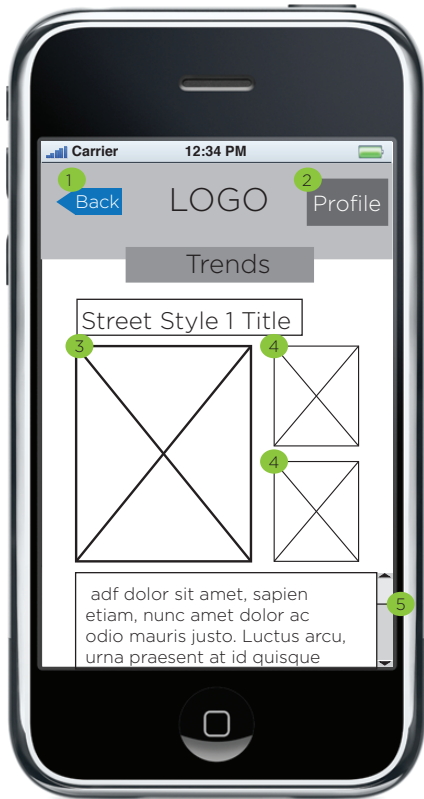 Carrier 12:34 PM
1 2
Back LOGO Profile
Trends
Street Style 1 Title
3 4
4
adf dolor sit amet, sapien
etiam, nunc amet dolor ac
odio mauris justo. Luctus arcu,
urna praesent at id quisque
5